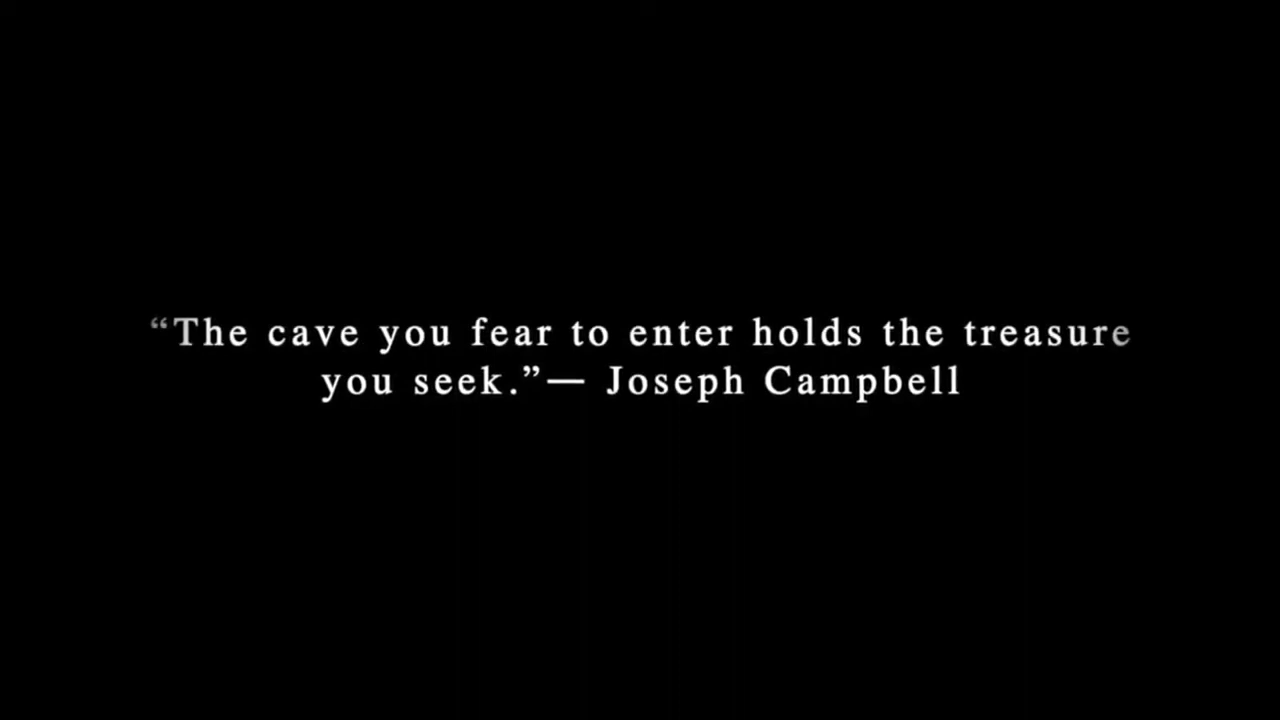 “The cave you fear to enter holds the treasure
you seek.”— Joseph Campbell